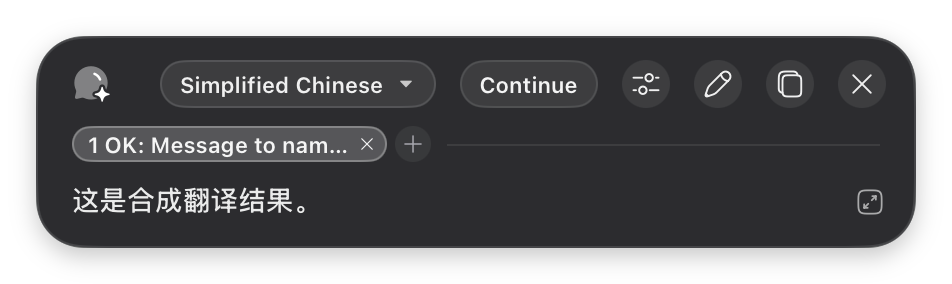 Simplified Chinese
Continue
1 OK: Message to nam...
这是合成翻译结果。